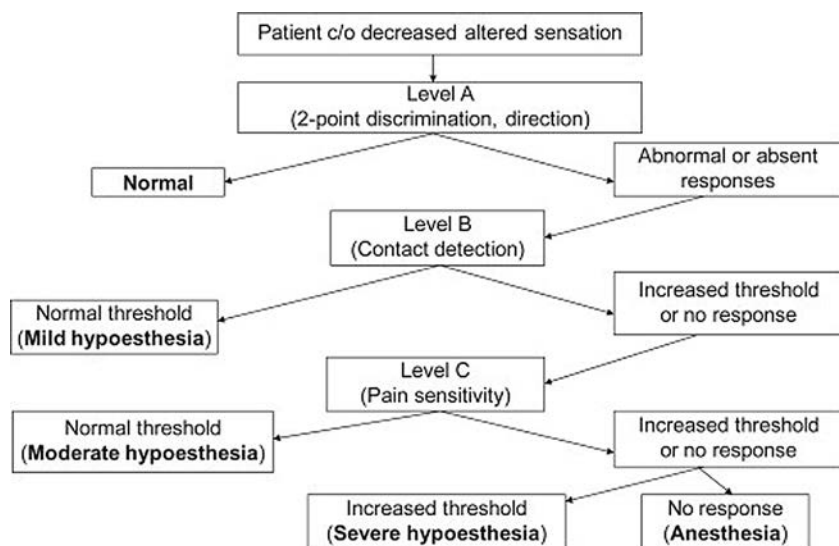 Patient c/o decreased altered sensation
Level A
(2-point discrimination, direction)
Normal
Abnormal or absent
responses
Level B
(Contact detection)
Normal threshold
(Mild hypoesthesia)
Increased threshold
or no response
Level C
(Pain sensitivity)
Normal threshold
(Moderate hypoesthesia)
Increased threshold
or no response
Increased threshold
(Severe hypoesthesia)
No response
(Anesthesia)